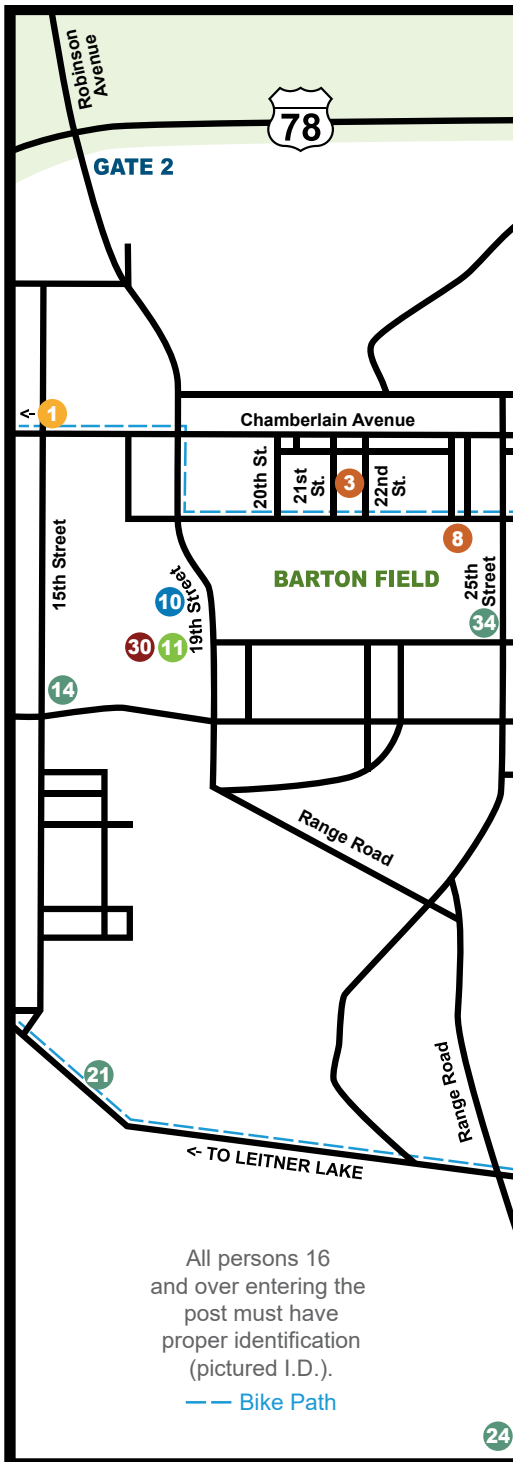 Robinson
Avenue
78
GATE 2
<-
1
Chamberlain Avenue
20th St.
21st
St.
3
22nd
St.
8
15th Street
BARTON FIELD
25th
Street
10
19th Street
34
30
11
14
Range Road
21
Range Road
<- TO LEITNER LAKE
All persons 16
and over entering the
post must have
proper identification
(pictured I.D.).
Bike Path
24